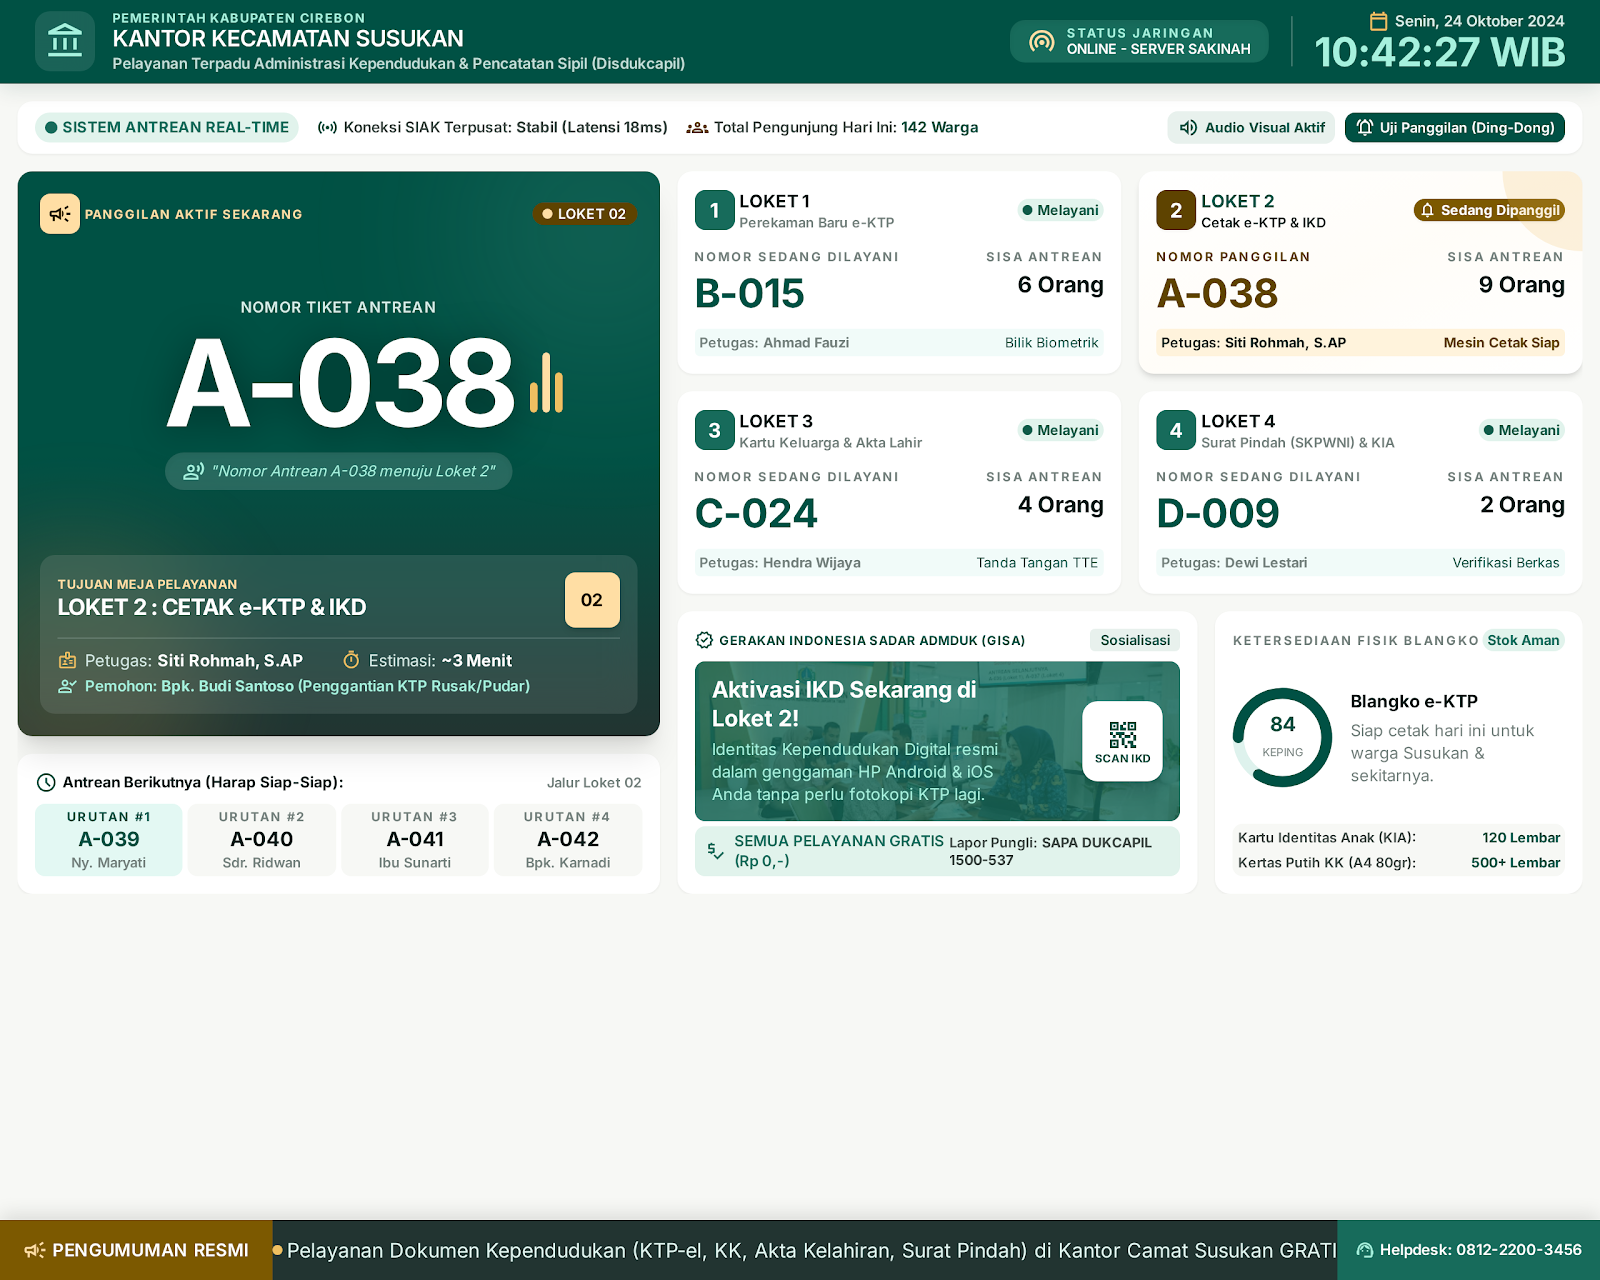 PEMERINTAH KABUPATEN CIREBON
KANTOR KECAMATAN SUSUKAN
Pelayanan Terpadu Administrasi Kependudukan & Pencatatan Sipil (Disdukcapil)
STATUS JARINGAN
ONLINE - SERVER SAKINAH
Senin, 24 Oktober 2024
10:42:27 WIB
SISTEM ANTREAN REAL-TIME
Koneksi SIAK Terpusat: Stabil (Latensi 18ms)
Total Pengunjung Hari Ini: 142 Warga
Audio Visual Aktif
Uji Panggilan (Ding-Dong)
PANGGILAN AKTIF SEKARANG
LOKET 02
NOMOR TIKET ANTREAN
A-038
"Nomor Antrean A-038 menuju Loket 2"
TUJUAN MEJA PELAYANAN
LOKET 2 : CETAK e-KTP & IKD
02
Petugas: Siti Rohmah, S.AP
Estimasi: ~3 Menit
Pemohon: Bpk. Budi Santoso (Penggantian KTP Rusak/Pudar)
Antrean Berikutnya (Harap Siap-Siap):
Jalur Loket 02
URUTAN #1
A-039
Ny. Maryati
URUTAN #2
A-040
Sdr. Ridwan
URUTAN #3
A-041
Ibu Sunarti
URUTAN #4
A-042
Bpk. Karnadi
1
LOKET 1
Perekaman Baru e-KTP
Melayani
NOMOR SEDANG DILAYANI
B-015
SISA ANTREAN
6 Orang
Petugas: Ahmad Fauzi
Bilik Biometrik
2
LOKET 2
Cetak e-KTP & IKD
Sedang Dipanggil
NOMOR PANGGILAN
A-038
SISA ANTREAN
9 Orang
Petugas: Siti Rohmah, S.AP
Mesin Cetak Siap
3
LOKET 3
Kartu Keluarga & Akta Lahir
Melayani
NOMOR SEDANG DILAYANI
C-024
SISA ANTREAN
4 Orang
Petugas: Hendra Wijaya
Tanda Tangan TTE
4
LOKET 4
Surat Pindah (SKPWNI) & KIA
Melayani
NOMOR SEDANG DILAYANI
D-009
SISA ANTREAN
2 Orang
Petugas: Dewi Lestari
Verifikasi Berkas
GERAKAN INDONESIA SADAR ADMDUK (GISA)
Sosialisasi
Aktivasi IKD Sekarang di
Loket 2!
Identitas Kependudukan Digital resmi
dalam genggaman HP Android & iOS
Anda tanpa perlu fotokopi KTP lagi.
SCAN IKD
SEMUA PELAYANAN GRATIS
(Rp 0,-)
Lapor Pungli: SAPA DUKCAPIL
1500-537
KETERSEDIAAN FISIK BLANGKO
Stok Aman
84
KEPING
Blangko e-KTP
Siap cetak hari ini untuk
warga Susukan &
sekitarnya.
Kartu Identitas Anak (KIA):
120 Lembar
Kertas Putih KK (A4 80gr):
500+ Lembar
PENGUMUMAN RESMI
Pelayanan Dokumen Kependudukan (KTP-el, KK, Akta Kelahiran, Surat Pindah) di Kantor Camat Susukan GRATI
Helpdesk: 0812-2200-3456